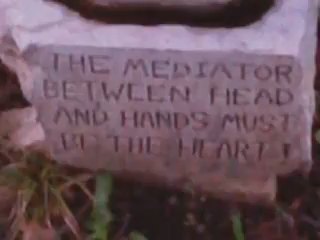 THE MEDIATOR
BETWEEN HEAD
AND HANDS MUST
BE THE HEART!